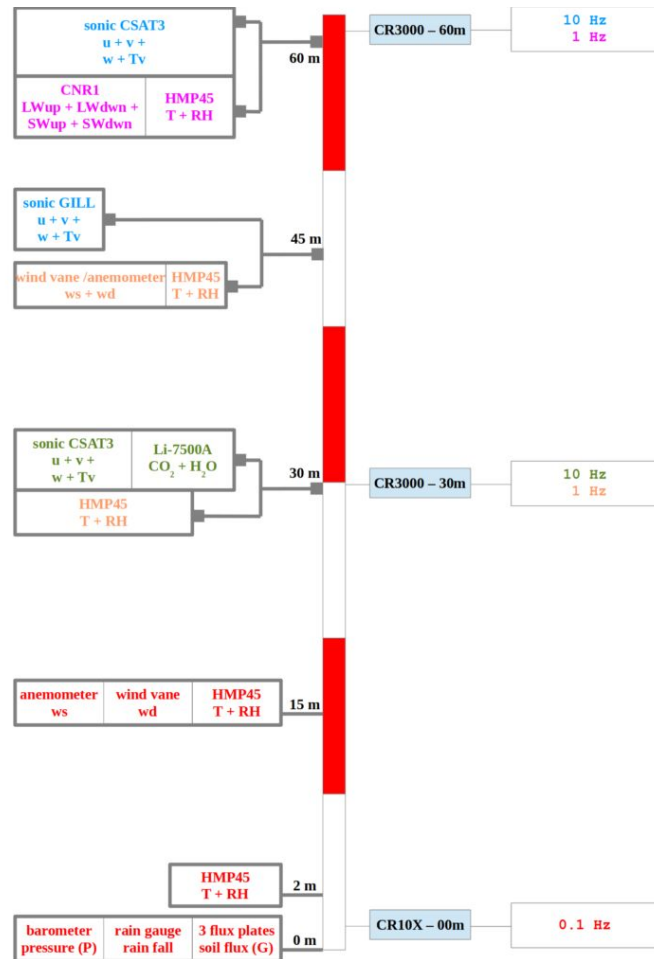 sonic CSAT3
u + v +
w + Tv
60 m
CR3000 – 60m
10 Hz
1 Hz
CNR1
LWup + LWdwn +
SWup + SWdwn
HMP45
T + RH
sonic GILL
u + v +
w + Tv
45 m
wind vane /anemometer
ws + wd
HMP45
T + RH
sonic CSAT3
u + v +
w + Tv
Li-7500A
CO2 + H2O
30 m
CR3000 – 30m
10 Hz
1 Hz
HMP45
T + RH
anemometer
ws
wind vane
wd
HMP45
T + RH
15 m
HMP45
T + RH
2 m
barometer
pressure (P)
rain gauge
rain fall
3 flux plates
soil flux (G)
0 m
CR10X – 00m
0.1 Hz